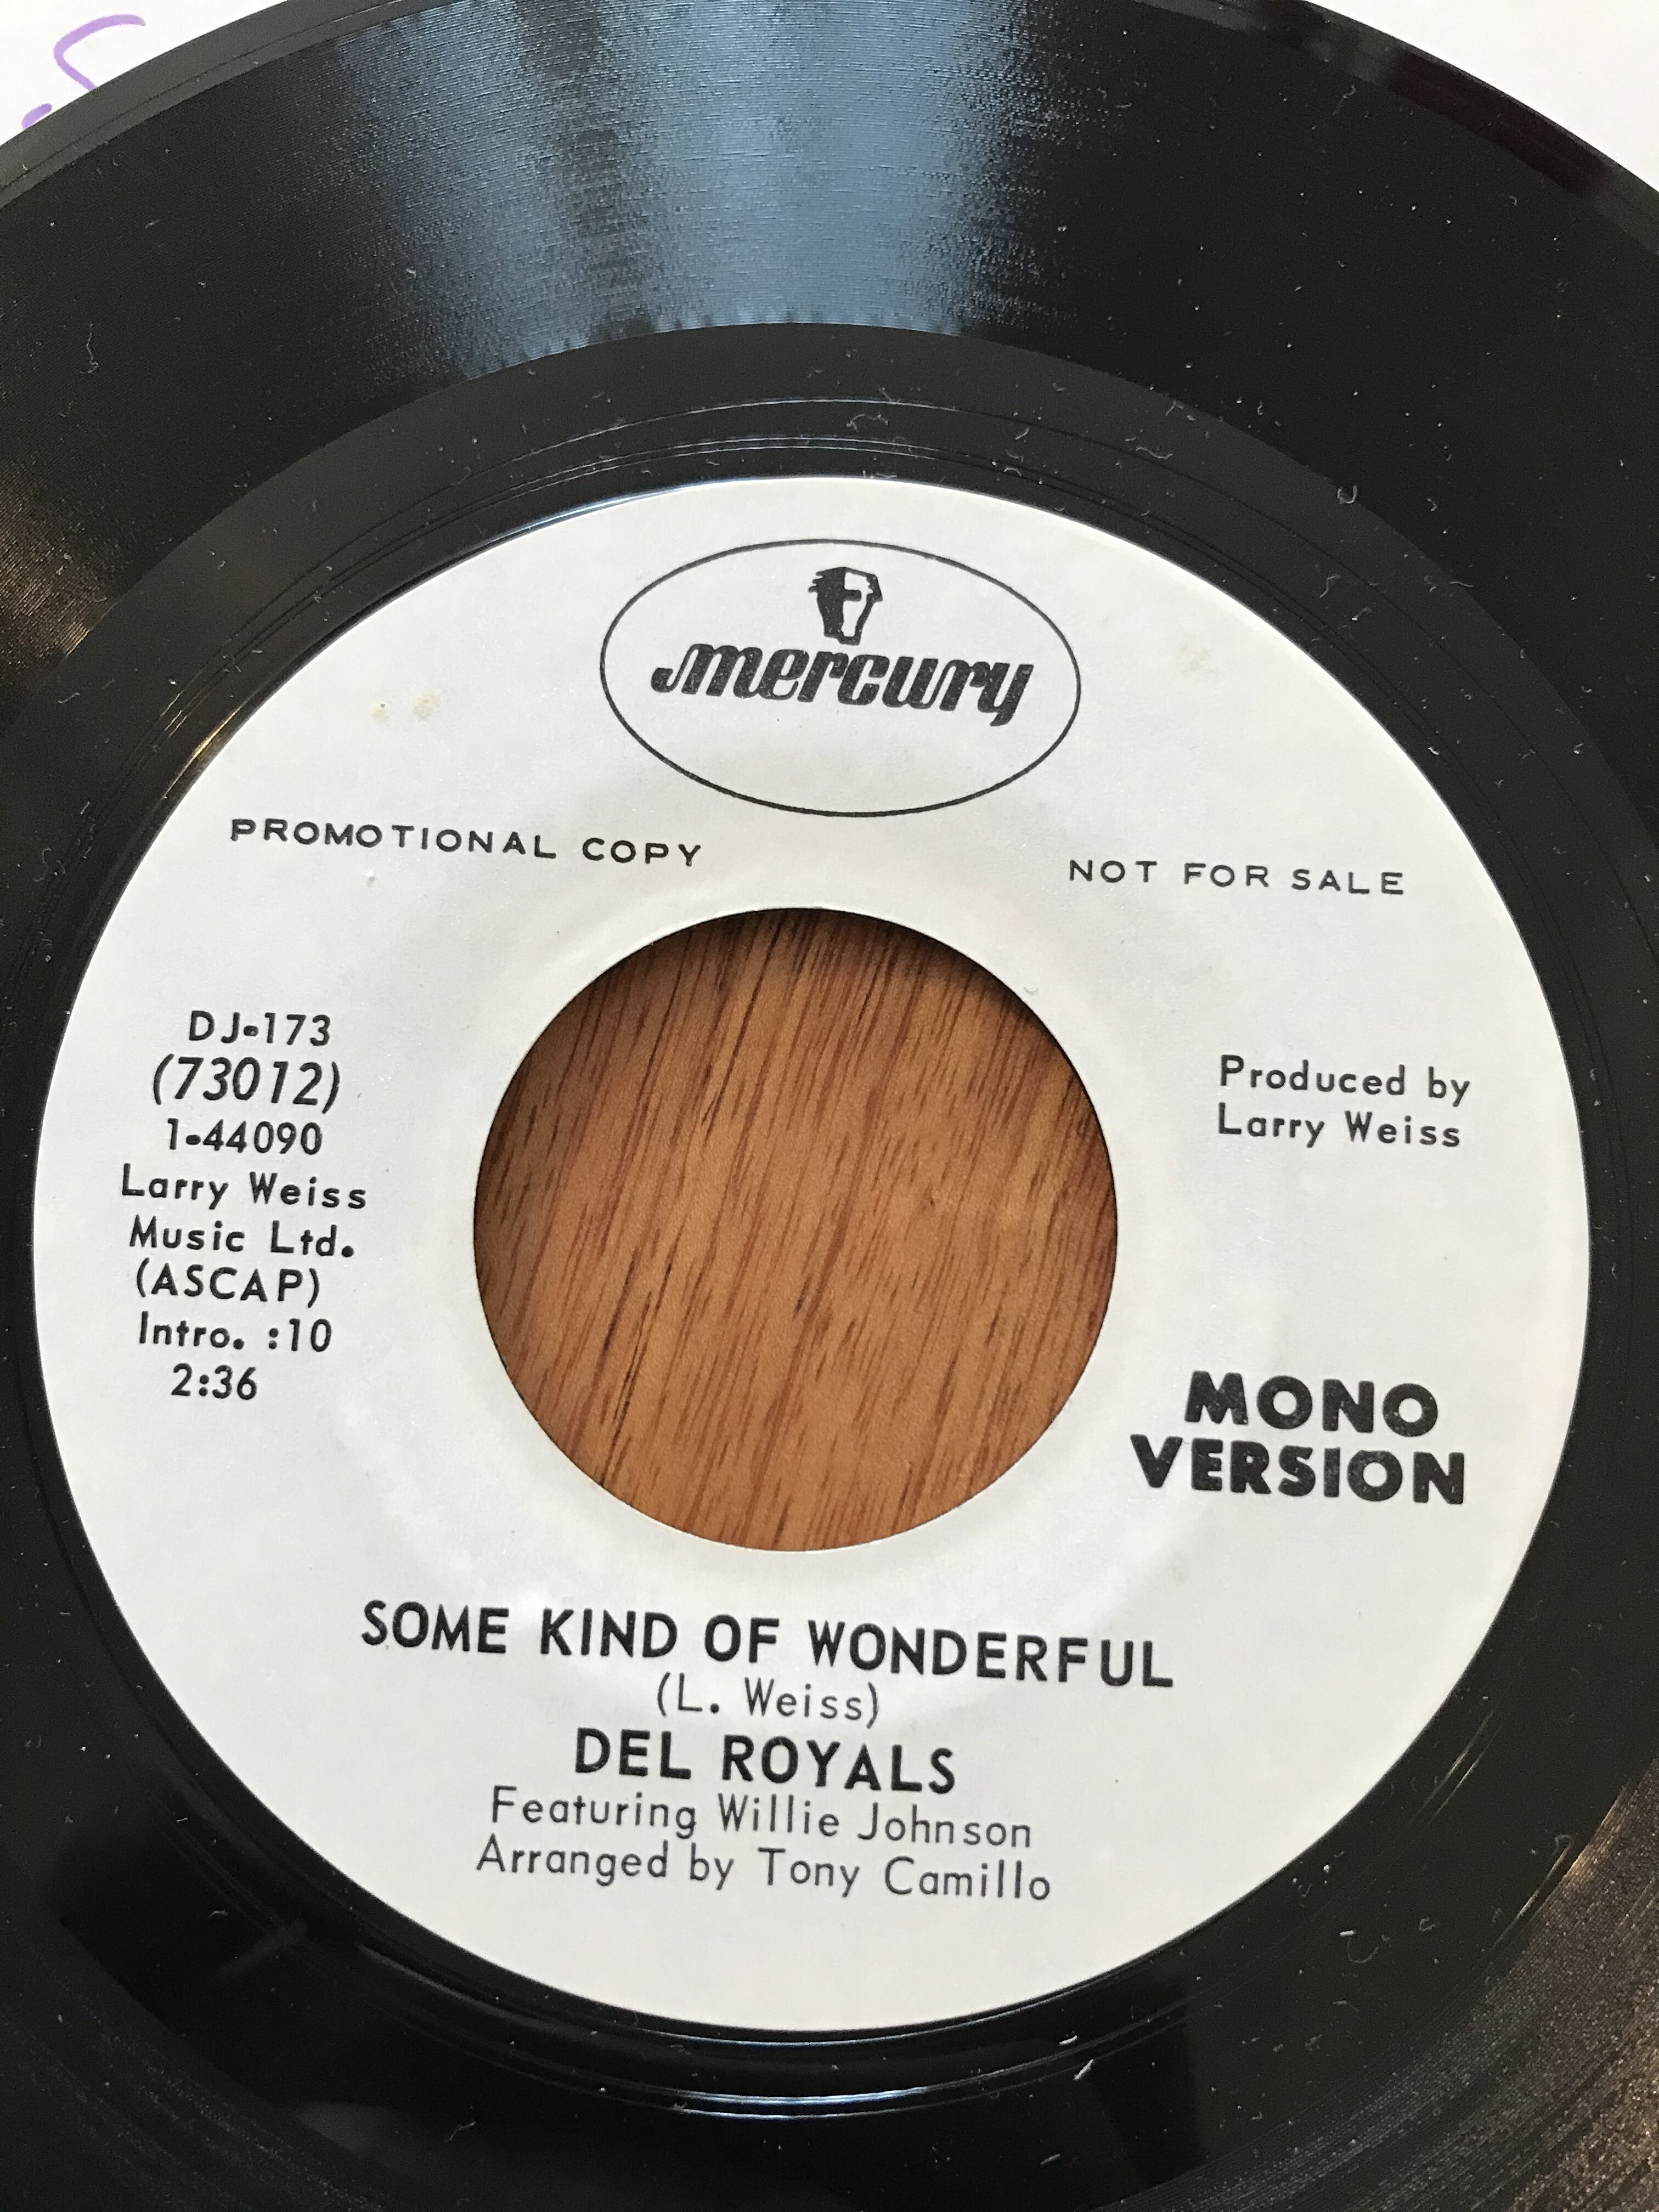 mercury
PROMOTIONAL COPY
NOT FOR SALE
DJ-173
(73012)
1-44090
Larry Weiss
Music Ltd.
(ASCAP)
Intro. :10
2:36
Produced by
Larry Weiss
MONO
VERSION
SOME KIND OF WONDERFUL
(L. Weiss)
DEL ROYALS
Featuring Willie Johnson
Arranged by Tony Camillo